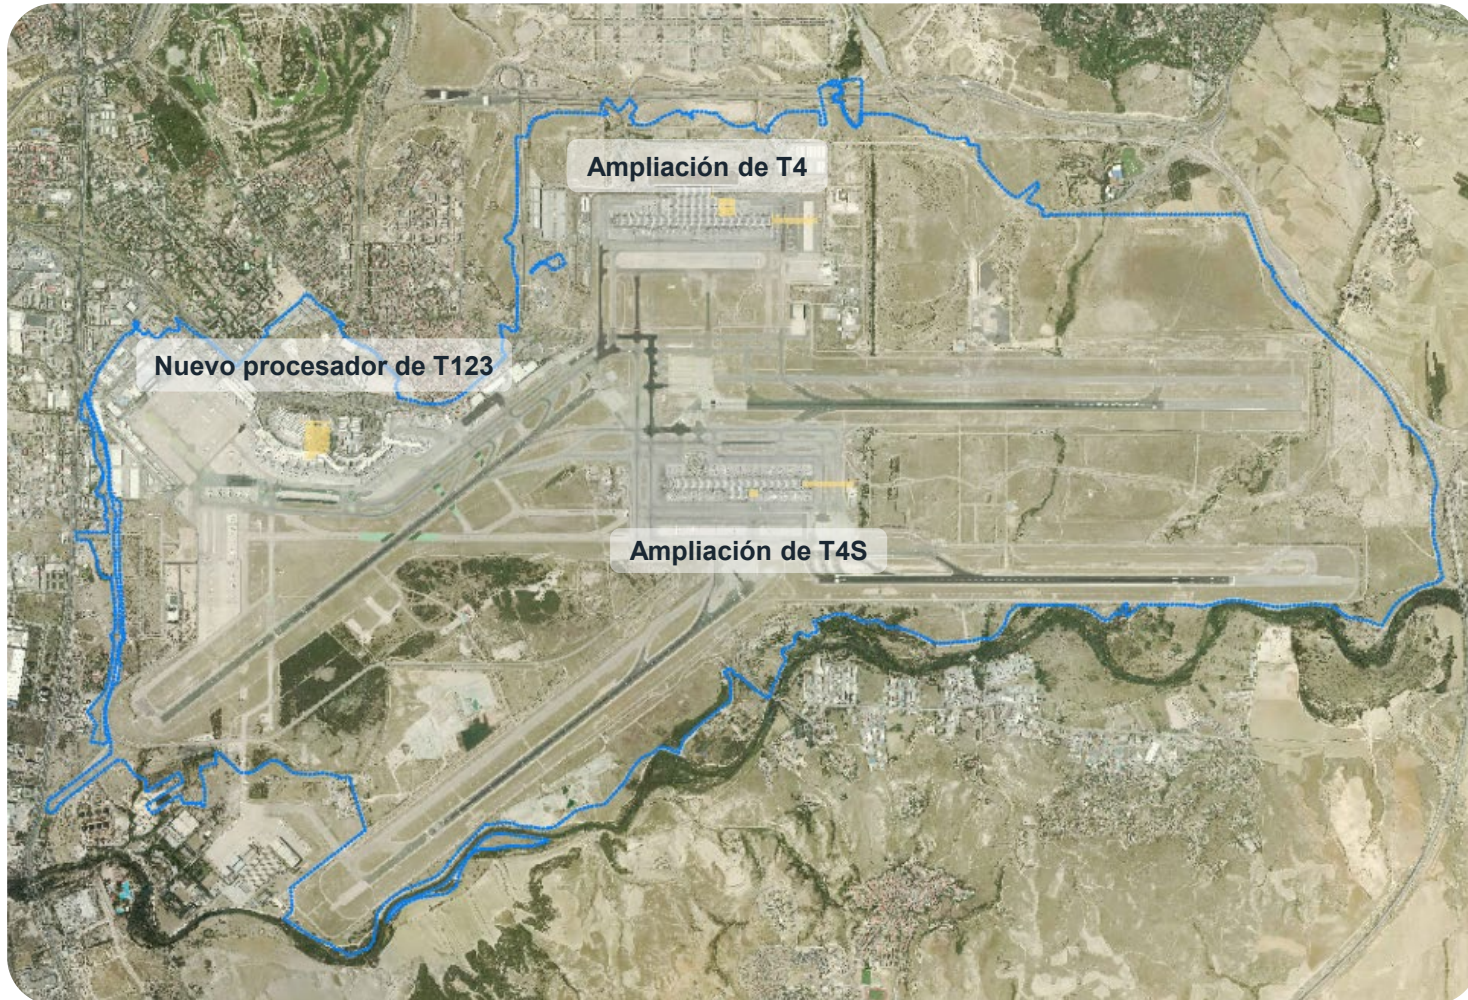 Ampliación de T4
Nuevo procesador de T123
Ampliación de T4S